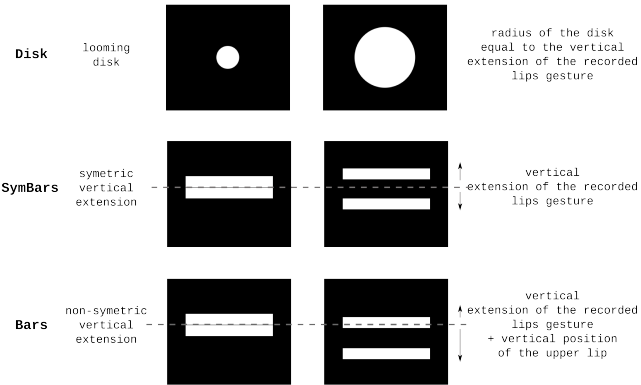 Disk
looming
disk
radius of the disk
equal to the vertical
extension of the recorded
lips gesture
SymBars
symetric
vertical
extension
vertical
extension of the recorded
lips gesture
Bars
non-symetric
vertical
extension
vertical
extension of the recorded
lips gesture
+ vertical position
of the upper lip